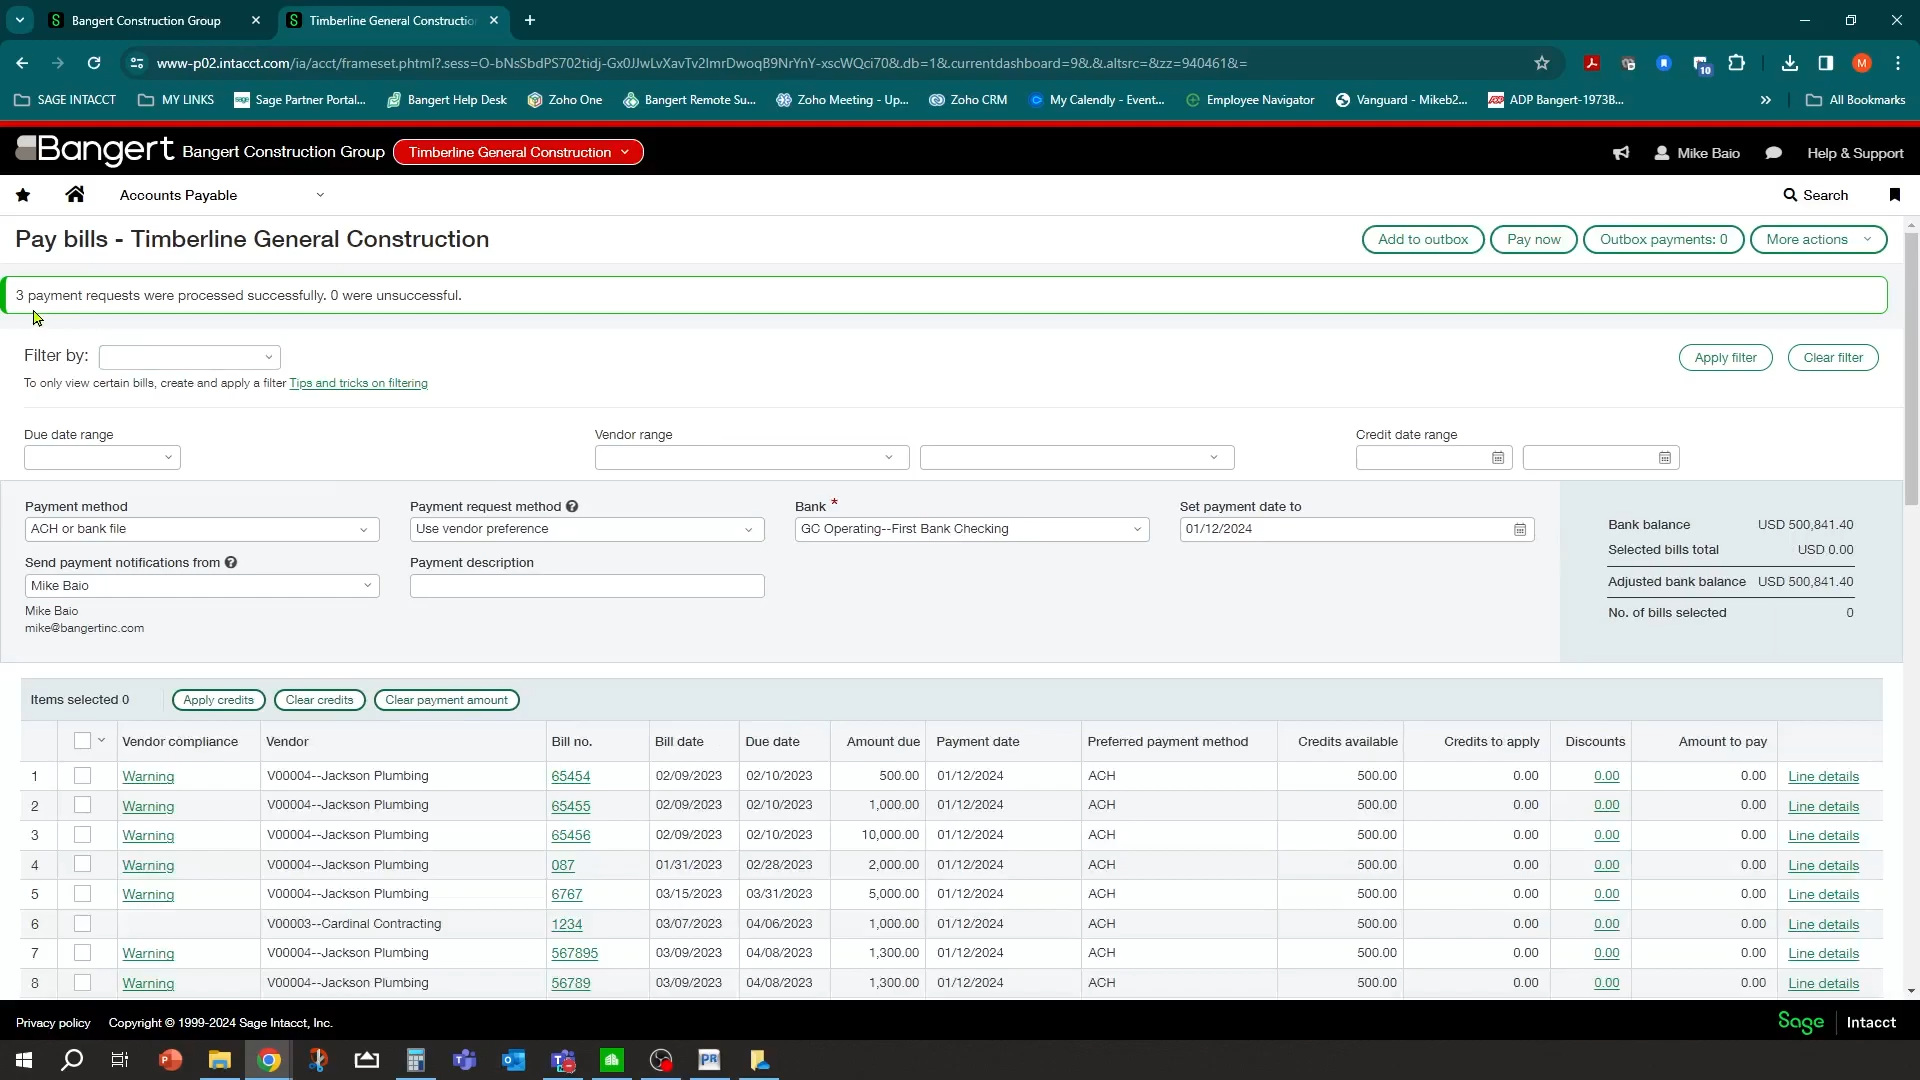 Bangert Construction Group
Timberline General Constructio
www-p02.intacct.com/ia/acct/frameset.phtml?.sess=O-bNsSbdPS702tidj-Gx0JJwLvXavTv2lmrDwoqB9NrYnY-xscWQci70&.db=1&.currentdashboard=9&.&.altsrc=&zz=940461&=
10
M
SAGE INTACCT MY LINKS Sage Partner Portal... Bangert Help Desk Zoho One Bangert Remote Su... Zoho Meeting - Up... Zoho CRM My Calendly - Event... Employee Navigator Vanguard - Mikeb2... ADP Bangert-1973B... All Bookmarks
Bangert Bangert Construction Group Timberline General Construction Mike Baio Help & Support
Accounts Payable Search
Pay bills - Timberline General Construction Add to outbox Pay now Outbox payments: 0 More actions
3 payment requests were processed successfully. 0 were unsuccessful.
Filter by: Apply filter Clear filter
To only view certain bills, create and apply a filter Tips and tricks on filtering
Due date range Vendor range Credit date range
Payment method Payment request method Bank * Set payment date to
ACH or bank file Use vendor preference GC Operating--First Bank Checking 01/12/2024
Bank balance USD 500,841.40
Selected bills total USD 0.00
Adjusted bank balance USD 500,841.40
No. of bills selected 0
Send payment notifications from Payment description
Mike Baio
Mike Baio
mike@bangertinc.com
Items selected 0 Apply credits Clear credits Clear payment amount
Vendor compliance Vendor Bill no. Bill date Due date Amount due Payment date Preferred payment method Credits available Credits to apply Discounts Amount to pay
1 Warning V00004--Jackson Plumbing 65454 02/09/2023 02/10/2023 500.00 01/12/2024 ACH 500.00 0.00 0.00 0.00 Line details
2 Warning V00004--Jackson Plumbing 65455 02/09/2023 02/10/2023 1,000.00 01/12/2024 ACH 500.00 0.00 0.00 0.00 Line details
3 Warning V00004--Jackson Plumbing 65456 02/09/2023 02/10/2023 10,000.00 01/12/2024 ACH 500.00 0.00 0.00 0.00 Line details
4 Warning V00004--Jackson Plumbing 087 01/31/2023 02/28/2023 2,000.00 01/12/2024 ACH 500.00 0.00 0.00 0.00 Line details
5 Warning V00004--Jackson Plumbing 6767 03/15/2023 03/31/2023 5,000.00 01/12/2024 ACH 500.00 0.00 0.00 0.00 Line details
6 V00003--Cardinal Contracting 1234 03/07/2023 04/06/2023 1,000.00 01/12/2024 ACH 500.00 0.00 0.00 0.00 Line details
7 Warning V00004--Jackson Plumbing 567895 03/09/2023 04/08/2023 1,300.00 01/12/2024 ACH 500.00 0.00 0.00 0.00 Line details
8 Warning V00004--Jackson Plumbing 56789 03/09/2023 04/08/2023 1,300.00 01/12/2024 ACH 500.00 0.00 0.00 0.00 Line details
Privacy policy Copyright © 1999-2024 Sage Intacct, Inc. Sage Intacct